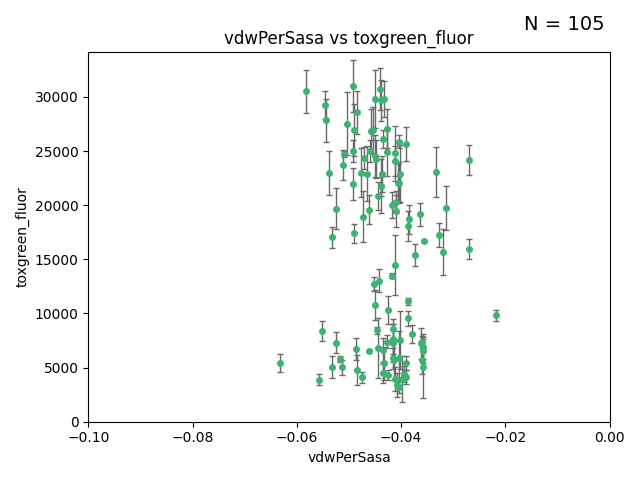 N = 105
vdwPerSasa vs toxgreen_fluor
toxgreen_fluor
30000
25000
20000
15000
10000
5000
0
−0.10 −0.08 −0.06 −0.04 −0.02 0.00
vdwPerSasa